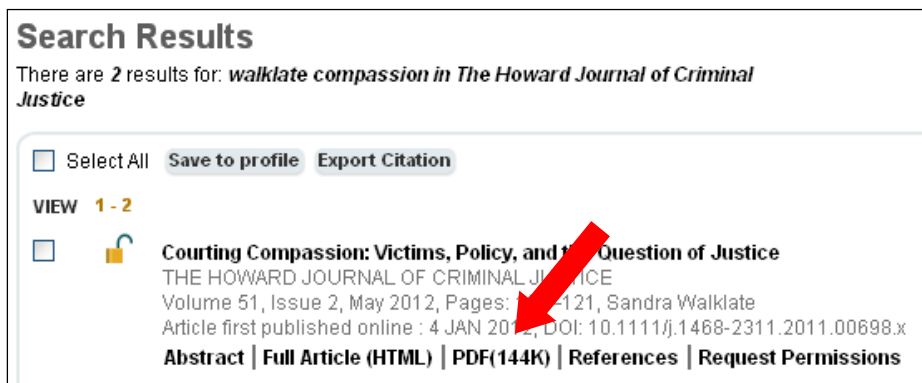 Search Results
There are 2 results for: walklate compassion in The Howard Journal of Criminal
Justice
Select All Save to profile Export Citation
VIEW 1 - 2
Courting Compassion: Victims, Policy, and Question of Justice
THE HOWARD JOURNAL OF CRIMINAL
Volume 51, Issue 2, May 2012, Pages: 121, Sandra Walklate
Article first published online : 4 JAN DOI: 10.1111/j.1468-2311.2011.00698.x
Abstract | Full Article (HTML) | PDF(144K) | References | Request Permissions